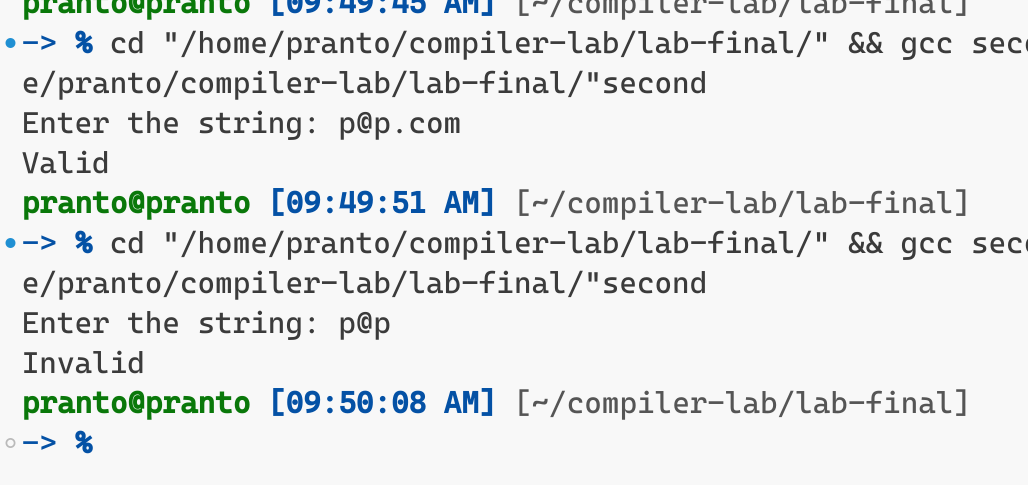 pranto@pranto [09:49:45 AM] [~/compiler-lab/lab-final]
-> % cd "/home/pranto/compiler-lab/lab-final/" && gcc
e/pranto/compiler-lab/lab-final/"second
Enter the string: p@p.com
Valid
pranto@pranto [09:49:51 AM] [~/compiler-lab/lab-final]
-> % cd "/home/pranto/compiler-lab/lab-final/" && gcc
e/pranto/compiler-lab/lab-final/"second
Enter the string: p@p
Invalid
pranto@pranto [09:50:08 AM] [~/compiler-lab/lab-final]
-> %